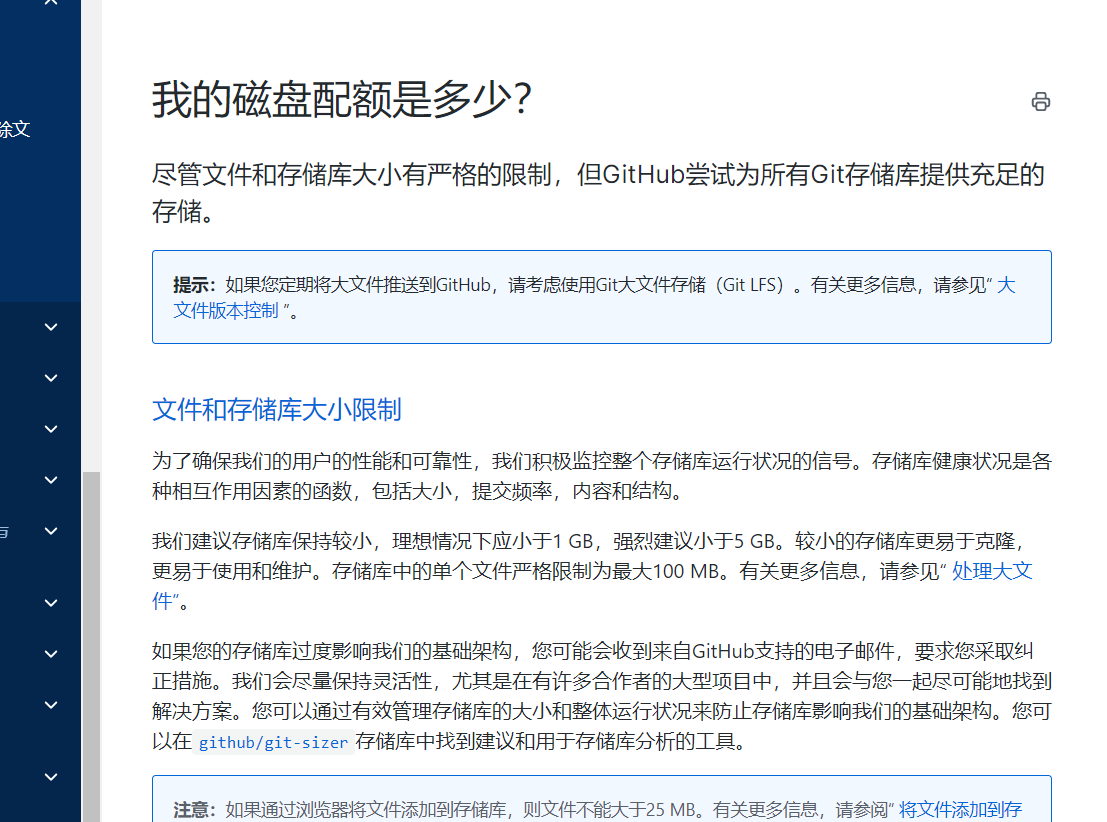 除文
我的磁盘配额是多少？
尽管文件和存储库大小有严格的限制，但GitHub尝试为所有Git存储库提供充足的
存储。
提示：如果您定期将大文件推送到GitHub，请考虑使用Git大文件存储（Git LFS）。有关更多信息，请参见“ 大
文件版本控制 ”。
文件和存储库大小限制
为了确保我们的用户的性能和可靠性，我们积极监控整个存储库运行状况的信号。存储库健康状况是各
种相互作用因素的函数，包括大小，提交频率，内容和结构。
我们建议存储库保持较小，理想情况下应小于1 GB，强烈建议小于5 GB。较小的存储库更易于克隆，
更易于使用和维护。存储库中的单个文件严格限制为最大100 MB。有关更多信息，请参见“ 处理大文
件”。
如果您的存储库过度影响我们的基础架构，您可能会收到来自GitHub支持的电子邮件，要求您采取纠
正措施。我们会尽量保持灵活性，尤其是在有许多合作者的大型项目中，并且会与您一起尽可能地找到
解决方案。您可以通过有效管理存储库的大小和整体运行状况来防止存储库影响我们的基础架构。您可
以在 github/git-sizer 存储库中找到建议和用于存储库分析的工具。
注意：如果通过浏览器将文件添加到存储库，则文件不能大于25 MB。有关更多信息，请参阅“ 将文件添加到存